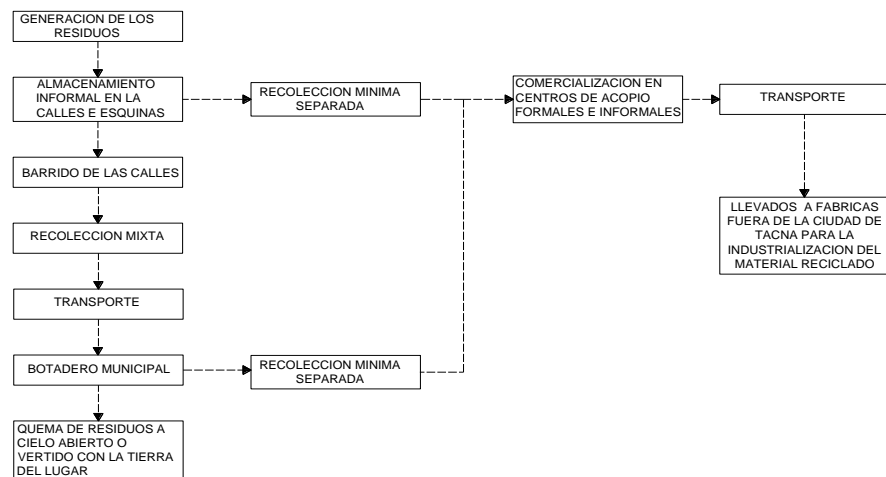 GENERACION DE LOS
RESIDUOS
ALMACENAMIENTO
INFORMAL EN LA
CALLES E ESQUINAS
RECOLECCION MINIMA
SEPARADA
COMERCIALIZACION EN
CENTROS DE ACOPIO
FORMALES E INFORMALES
TRANSPORTE
BARRIDO DE LAS CALLES
RECOLECCION MIXTA
LLEVADOS A FABRICAS
FUERA DE LA CIUDAD DE
TACNA PARA LA
INDUSTRIALIZACION DEL
MATERIAL RECICLADO
TRANSPORTE
BOTADERO MUNICIPAL
RECOLECCION MINIMA
SEPARADA
QUEMA DE RESIDUOS A
CIELO ABIERTO O
VERTIDO CON LA TIERRA
DEL LUGAR